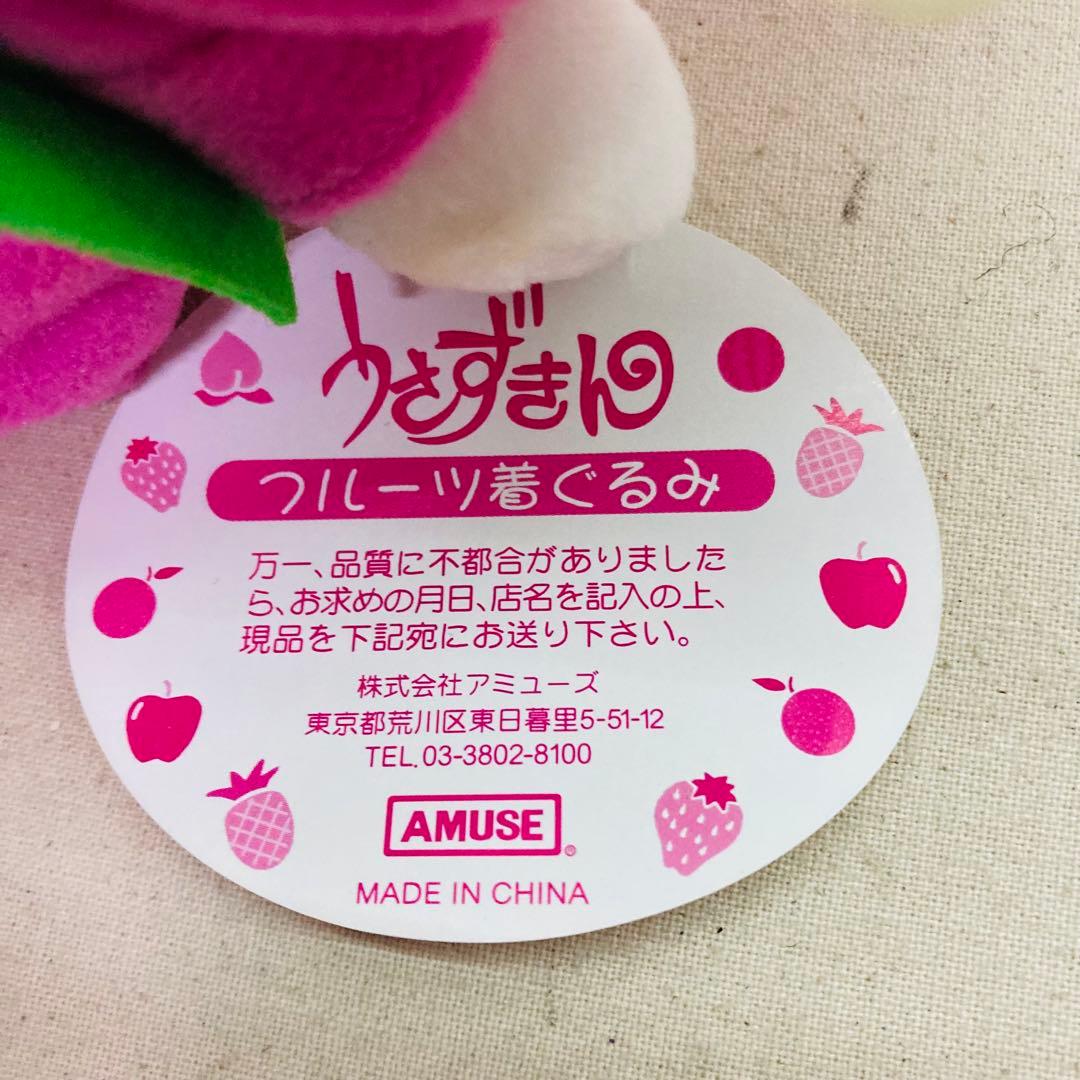 うさずきん
フルーツ着ぐるみ
万一、品質に不都合がありました
ら、お求めの月日、店名を記入の上、
現品を下記宛にお送り下さい。
株式会社アミューズ
東京都荒川区東日暮里5-51-12
TEL.03-3802-8100
AMUSE®
MADE IN CHINA